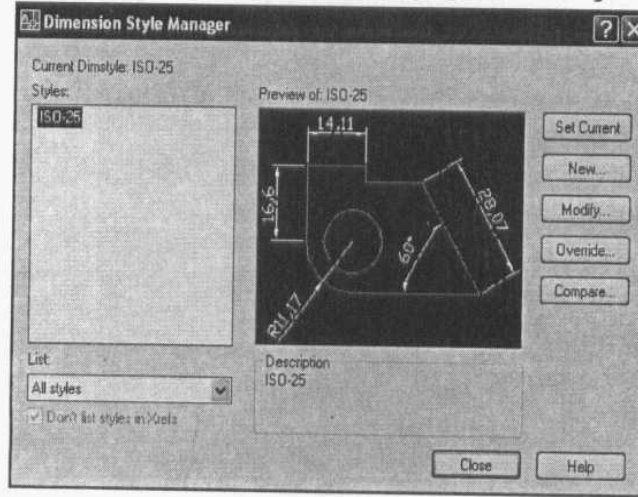 Dimension Style Manager
Current Dimstyle: ISO-25
Styles:
ISO-25
Preview of: ISO-25
14,11
16,6
28,07
60°
R11,17
Set Current
New...
Modify...
Override...
Compare...
List:
All styles
Don't list styles in Xrefs
Description
ISO-25
Close
Help